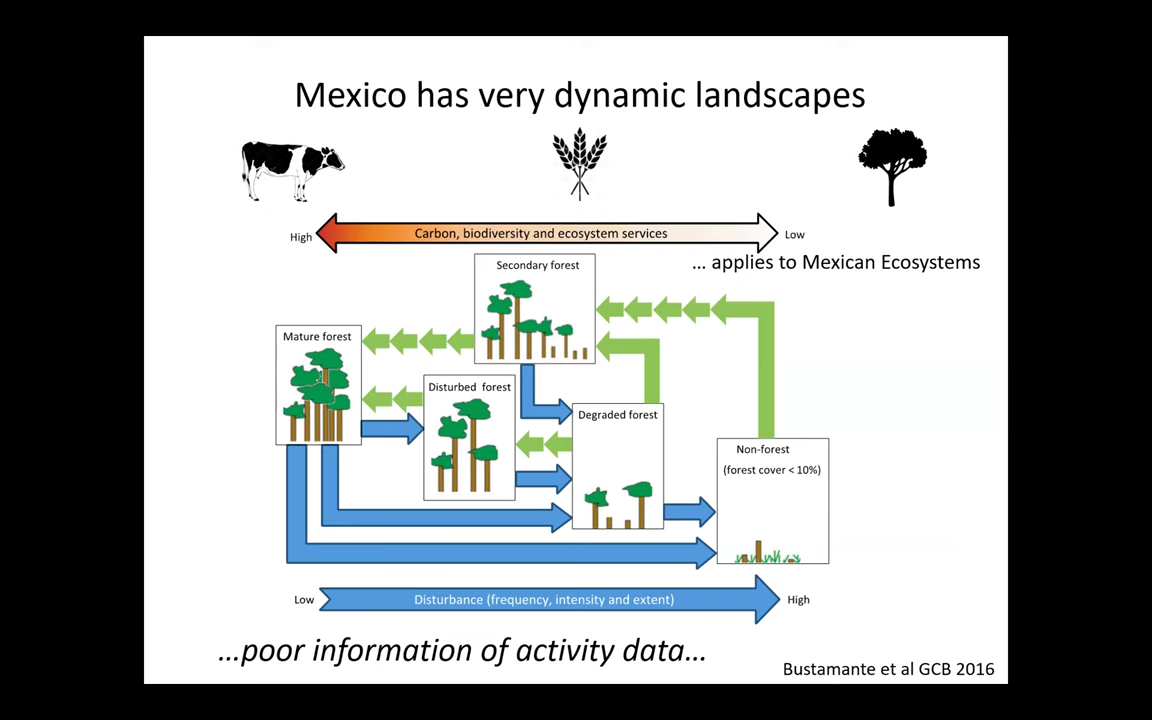 Mexico has very dynamic landscapes
High
Carbon, biodiversity and ecosystem services
Low
… applies to Mexican Ecosystems
Secondary forest
Mature forest
Disturbed forest
Degraded forest
Non-forest
(forest cover < 10%)
Low
Disturbance (frequency, intensity and extent)
High
…poor information of activity data…
Bustamante et al GCB 2016